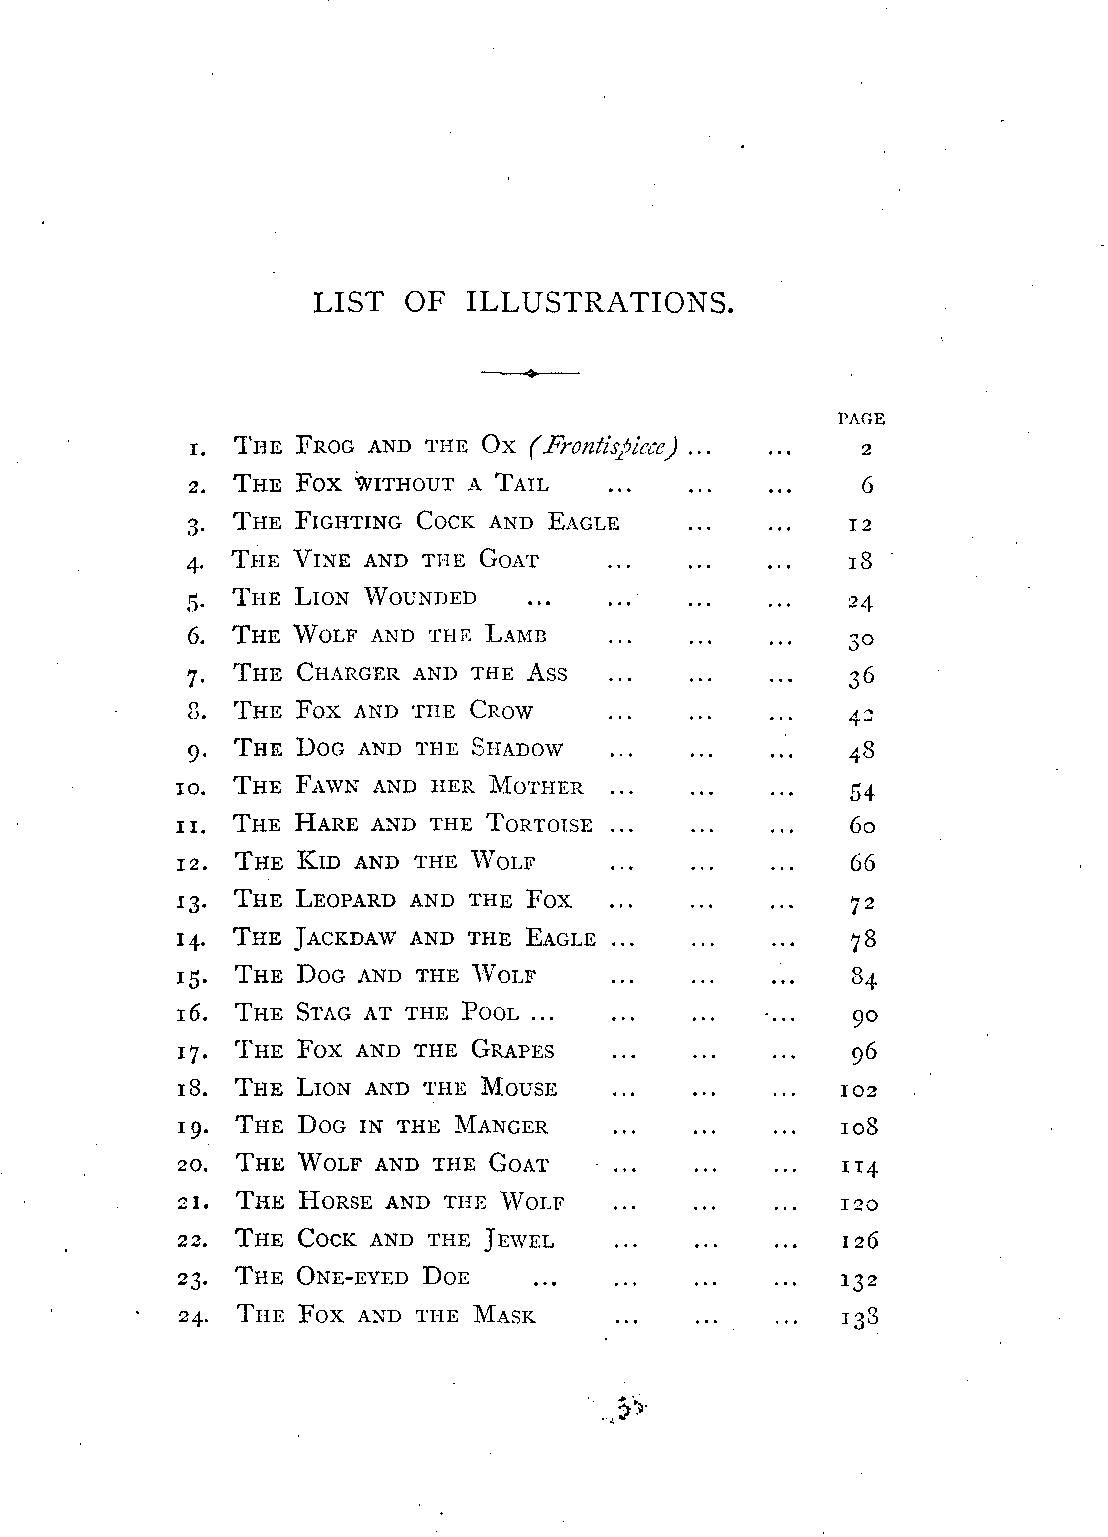 LIST OF ILLUSTRATIONS.
PAGE
1. THE FROG AND THE OX (Frontispiece) ... ... 2
2. THE FOX WITHOUT A TAIL ... ... ... 6
3. THE FIGHTING COCK AND EAGLE ... ... 12
4. THE VINE AND THE GOAT ... ... ... 18
5. THE LION WOUNDED ... ... ... ... 24
6. THE WOLF AND THE LAMB ... ... ... 30
7. THE CHARGER AND THE ASS ... ... ... 36
8. THE FOX AND THE CROW ... ... ... 42
9. THE DOG AND THE SHADOW ... ... ... 48
10. THE FAWN AND HER MOTHER ... ... ... 54
11. THE HARE AND THE TORTOISE ... ... ... 60
12. THE KID AND THE WOLF ... ... ... 66
13. THE LEOPARD AND THE FOX ... ... ... 72
14. THE JACKDAW AND THE EAGLE ... ... ... 78
15. THE DOG AND THE WOLF ... ... ... 84
16. THE STAG AT THE POOL ... ... ... ... 90
17. THE FOX AND THE GRAPES ... ... ... 96
18. THE LION AND THE MOUSE ... ... ... 102
19. THE DOG IN THE MANGER ... ... ... 108
20. THE WOLF AND THE GOAT ... ... ... 114
21. THE HORSE AND THE WOLF ... ... ... 120
22. THE COCK AND THE JEWEL ... ... ... 126
23. THE ONE-EYED DOE ... ... ... ... 132
24. THE FOX AND THE MASK ... ... ... 138